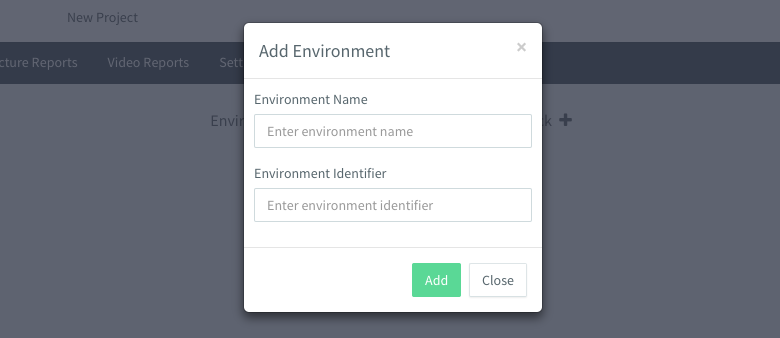 New Project
cture Reports Video Reports Sett
Add Environment ×
Environment Name
Enter environment name
Environment Identifier
Enter environment identifier
Add Close